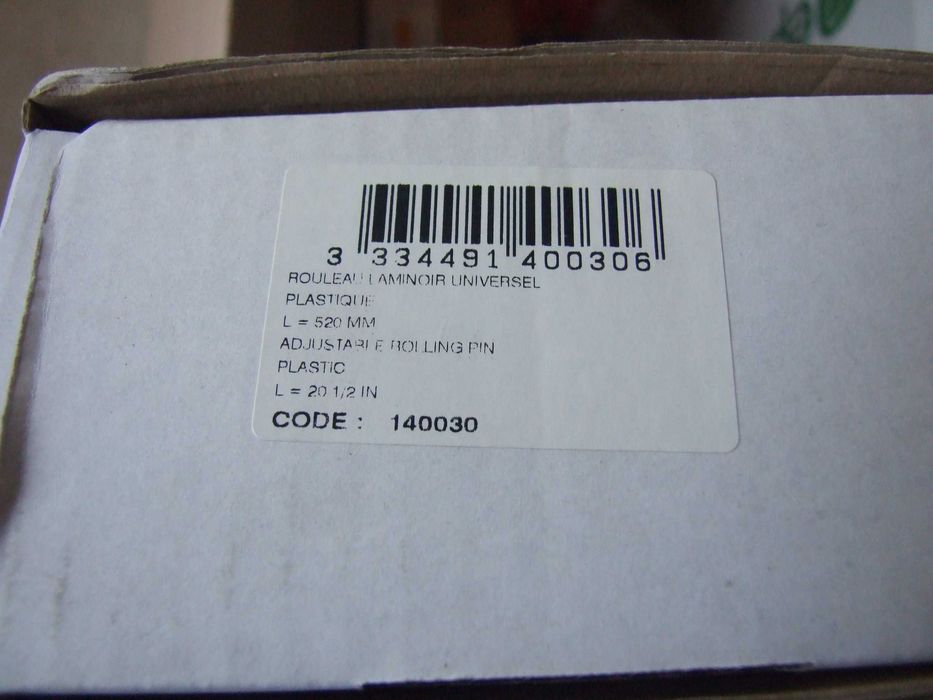 3 334491 400306
ROULEAU LAMINOIR UNIVERSEL
PLASTIQUE
L = 520 MM
ADJUSTABLE ROLLING PIN
PLASTIC
L = 20 1/2 IN
CODE : 140030